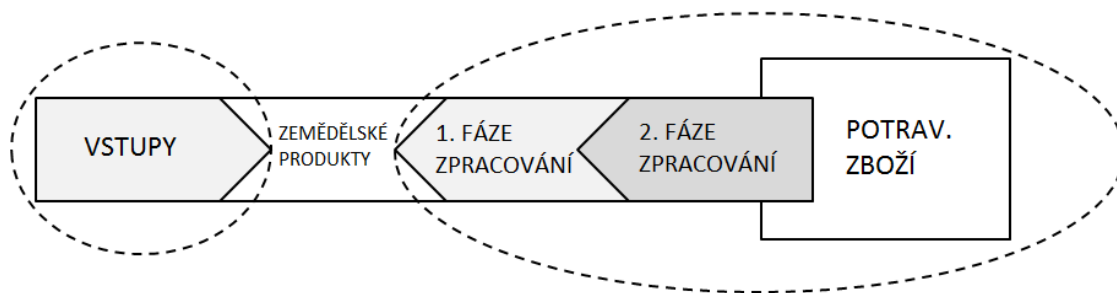 VSTUPY
ZEMĚDĚLSKÉ
PRODUKTY
1. FÁZE
ZPRACOVÁNÍ
2. FÁZE
ZPRACOVÁNÍ
POTRAV.
ZBOŽÍ